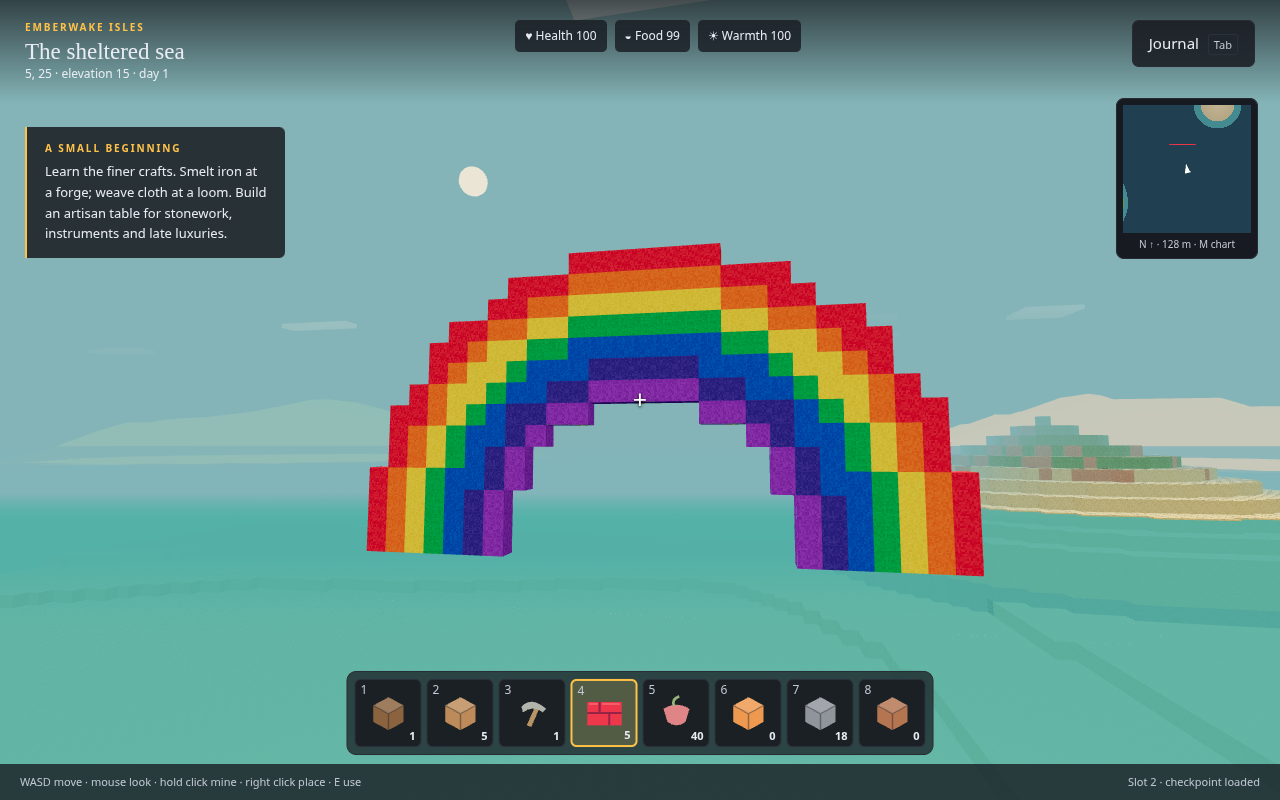 EMBERWAKE ISLES
The sheltered sea
5, 25 · elevation 15 · day 1
♥ Health 100
Food 99
☀ Warmth 100
Journal Tab
A SMALL BEGINNING
Learn the finer crafts. Smelt iron at
a forge; weave cloth at a loom. Build
an artisan table for stonework,
instruments and late luxuries.
N ↑ · 128 m · M chart
1 2 3 4 5 6 7 8
1 5 1 5 40 0 18 0
WASD move · mouse look · hold click mine · right click place · E use
Slot 2 · checkpoint loaded